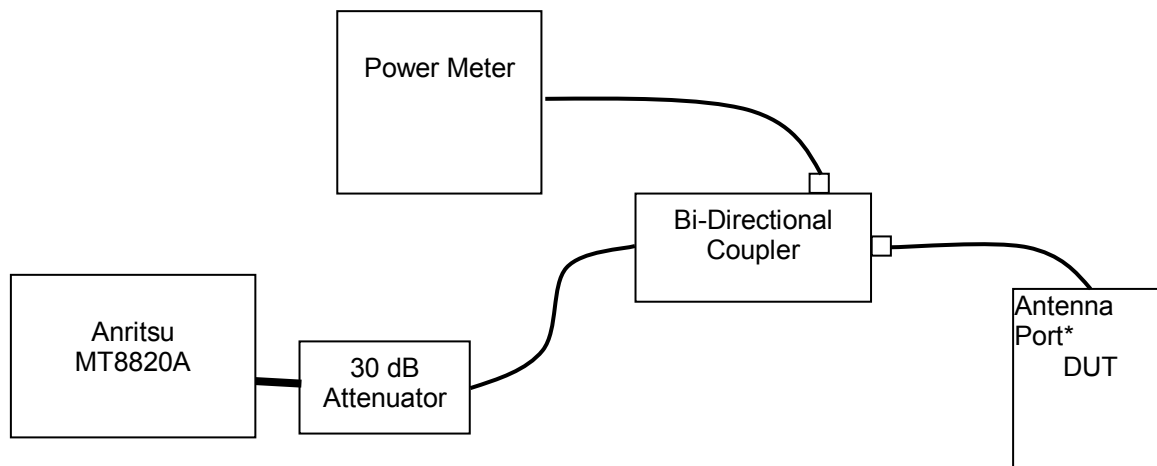 Power Meter
Bi-Directional
Coupler
Anritsu
MT8820A
30 dB
Attenuator
Antenna
Port*
DUT